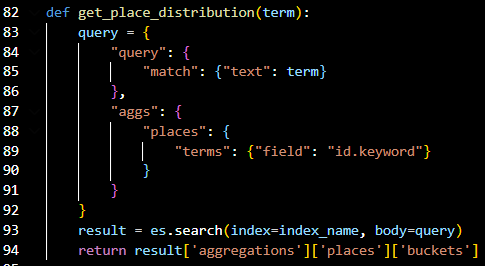 82 def get_place_distribution(term):
83     query = {
84         "query": {
85             "match": {"text": term}
86         },
87         "aggs": {
88             "places": {
89                 "terms": {"field": "id.keyword"}
90             }
91         }
92     }
93     result = es.search(index=index_name, body=query)
94     return result['aggregations']['places']['buckets']